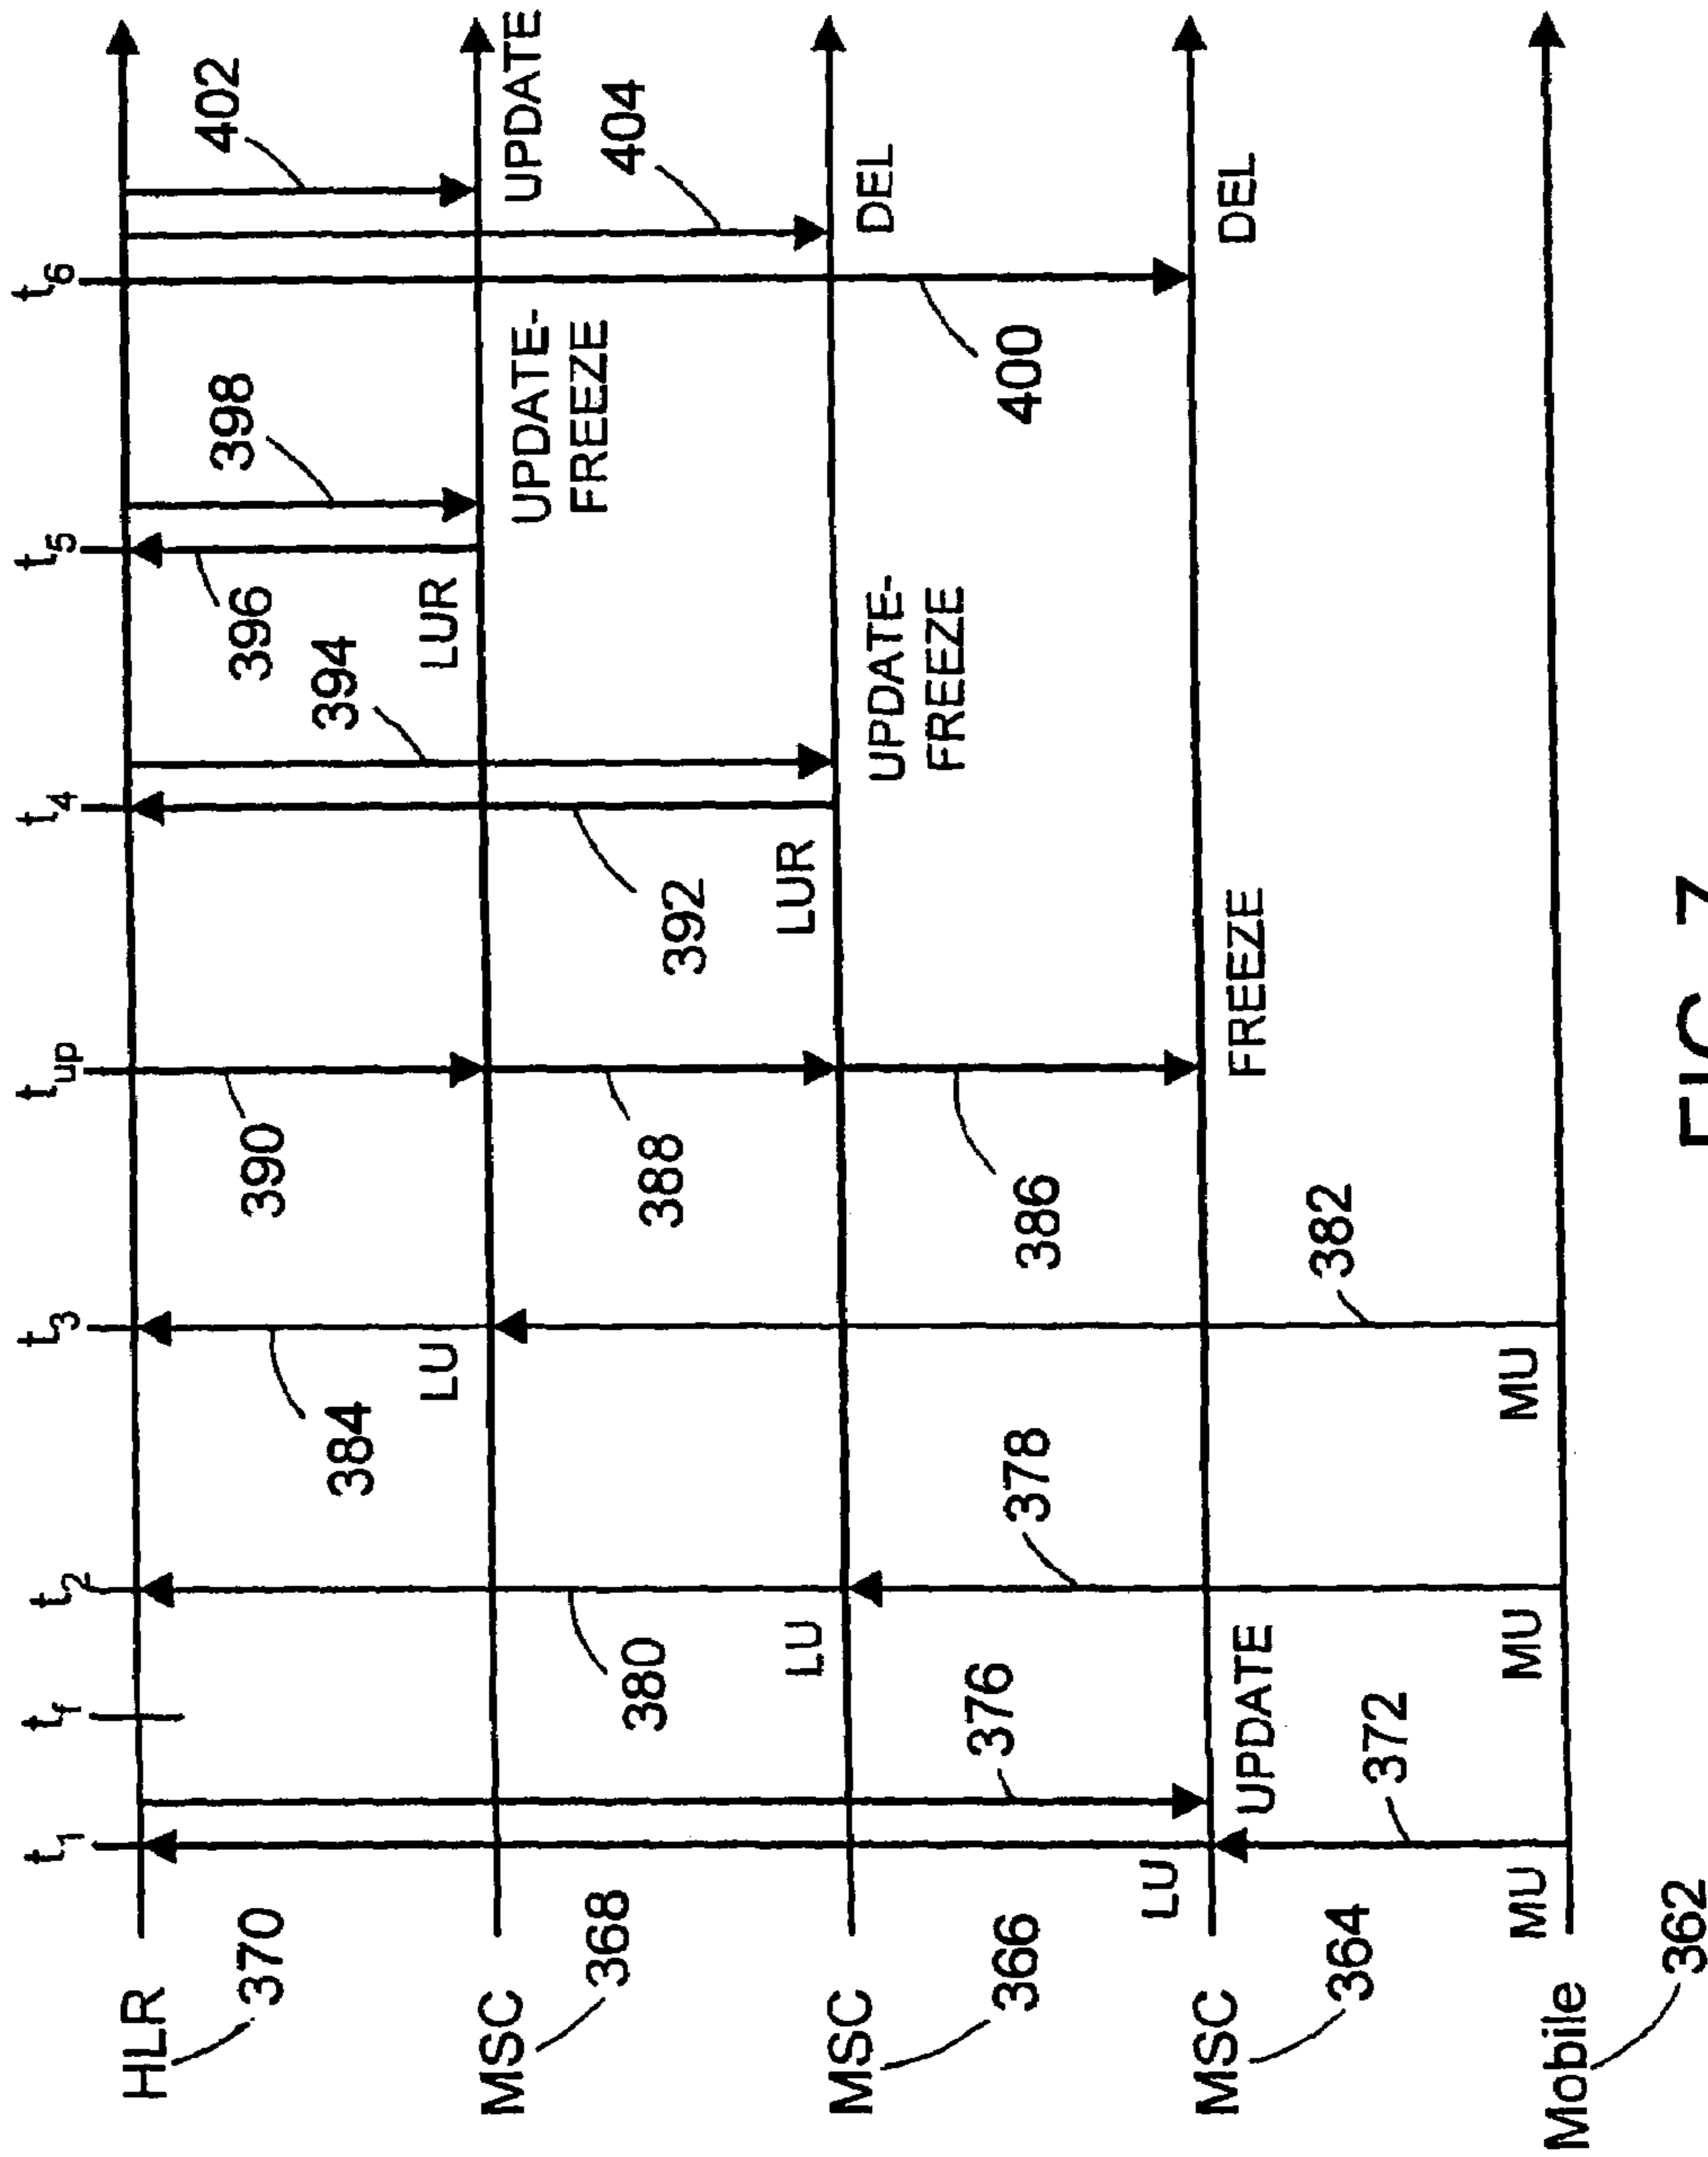 t1
tf
t2
t3
tup
t4
t5
t6
HLR
370
384
390
394
396
398
402
MSC
368
LU
LUR
UPDATE-
FREEZE
UPDATE
380
388
392
404
MSC
366
LU
LUR
UPDATE-
FREEZE
DEL
376
378
386
400
MSC
364
LU
UPDATE
FREEZE
DEL
372
382
Mobile
362
MU
MU
MU
FIG 7